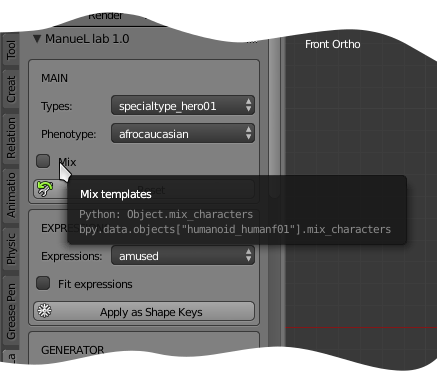 Render
ManueL lab 1.0
Front Ortho
MAIN
Types: specialtype_hero01
Phenotype: afrocaucasian
Mix
Mix templates
Python: Object.mix_characters
bpy.data.objects["humanoid_humanf01"].mix_characters
Expressions: amused
Fit expressions
Apply as Shape Keys
GENERATOR
Tool
Creat
Relation
Animatio
Physic
Grease Pen